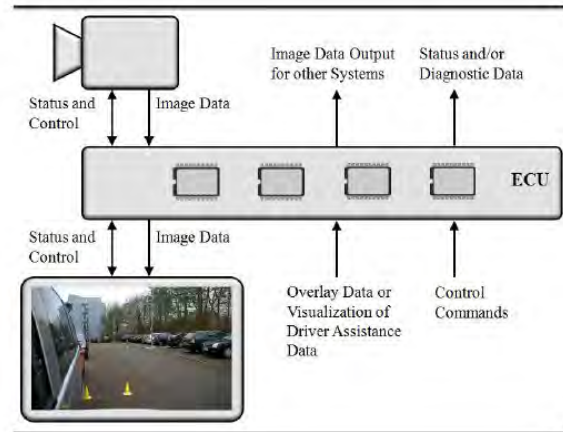 Image Data Output
for other Systems
Status and/or
Diagnostic Data
Status and
Control
Image Data
ECU
Status and
Control
Image Data
Overlay Data or
Visualization of
Driver Assistance
Data
Control
Commands